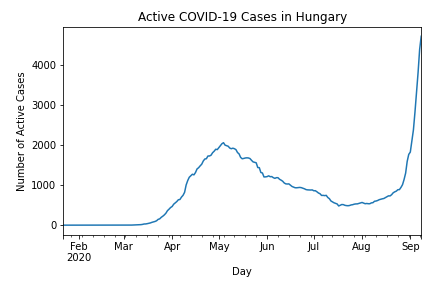 Active COVID-19 Cases in Hungary
Number of Active Cases
4000
3000
2000
1000
0
Feb Mar Apr May Jun Jul Aug Sep
2020
Day